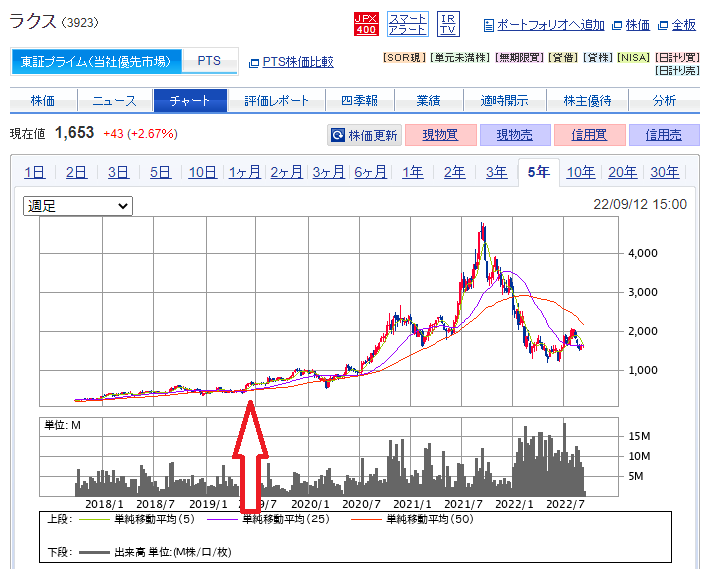 ラクス (3923) JPX 400 スマート アラート IR TV ポートフォリオへ追加 株価 全板
東証プライム(当社優先市場) PTS PTS株価比較 [SOR現] [単元未満株] [無期限寛] [貸借] [貸株] [NISA] [日計り寛]
[日計り売]
株価 ニュース チャート 評価レポート 四季報 業績 適時開示 株主優待 分析
現在値 1,653 +43 (+2.67%) 株価更新 現物買 現物売 信用買 信用売
1日 2日 3日 5日 10日 1ヶ月 2ヶ月 3ヶ月 6ヶ月 1年 2年 3年 5年 10年 20年 30年
週足 22/09/12 15:00
4,000
3,000
2,000
1,000
単位: M
15M
10M
5M
2018/1 2018/7 2019/1 9/7 2020/1 2020/7 2021/1 2021/7 2022/1 2022/7
上段: 単純移動平均(5) 単純移動平均(25) 単純移動平均(50)
下段: 出来高 単位:(M株/口/枚)